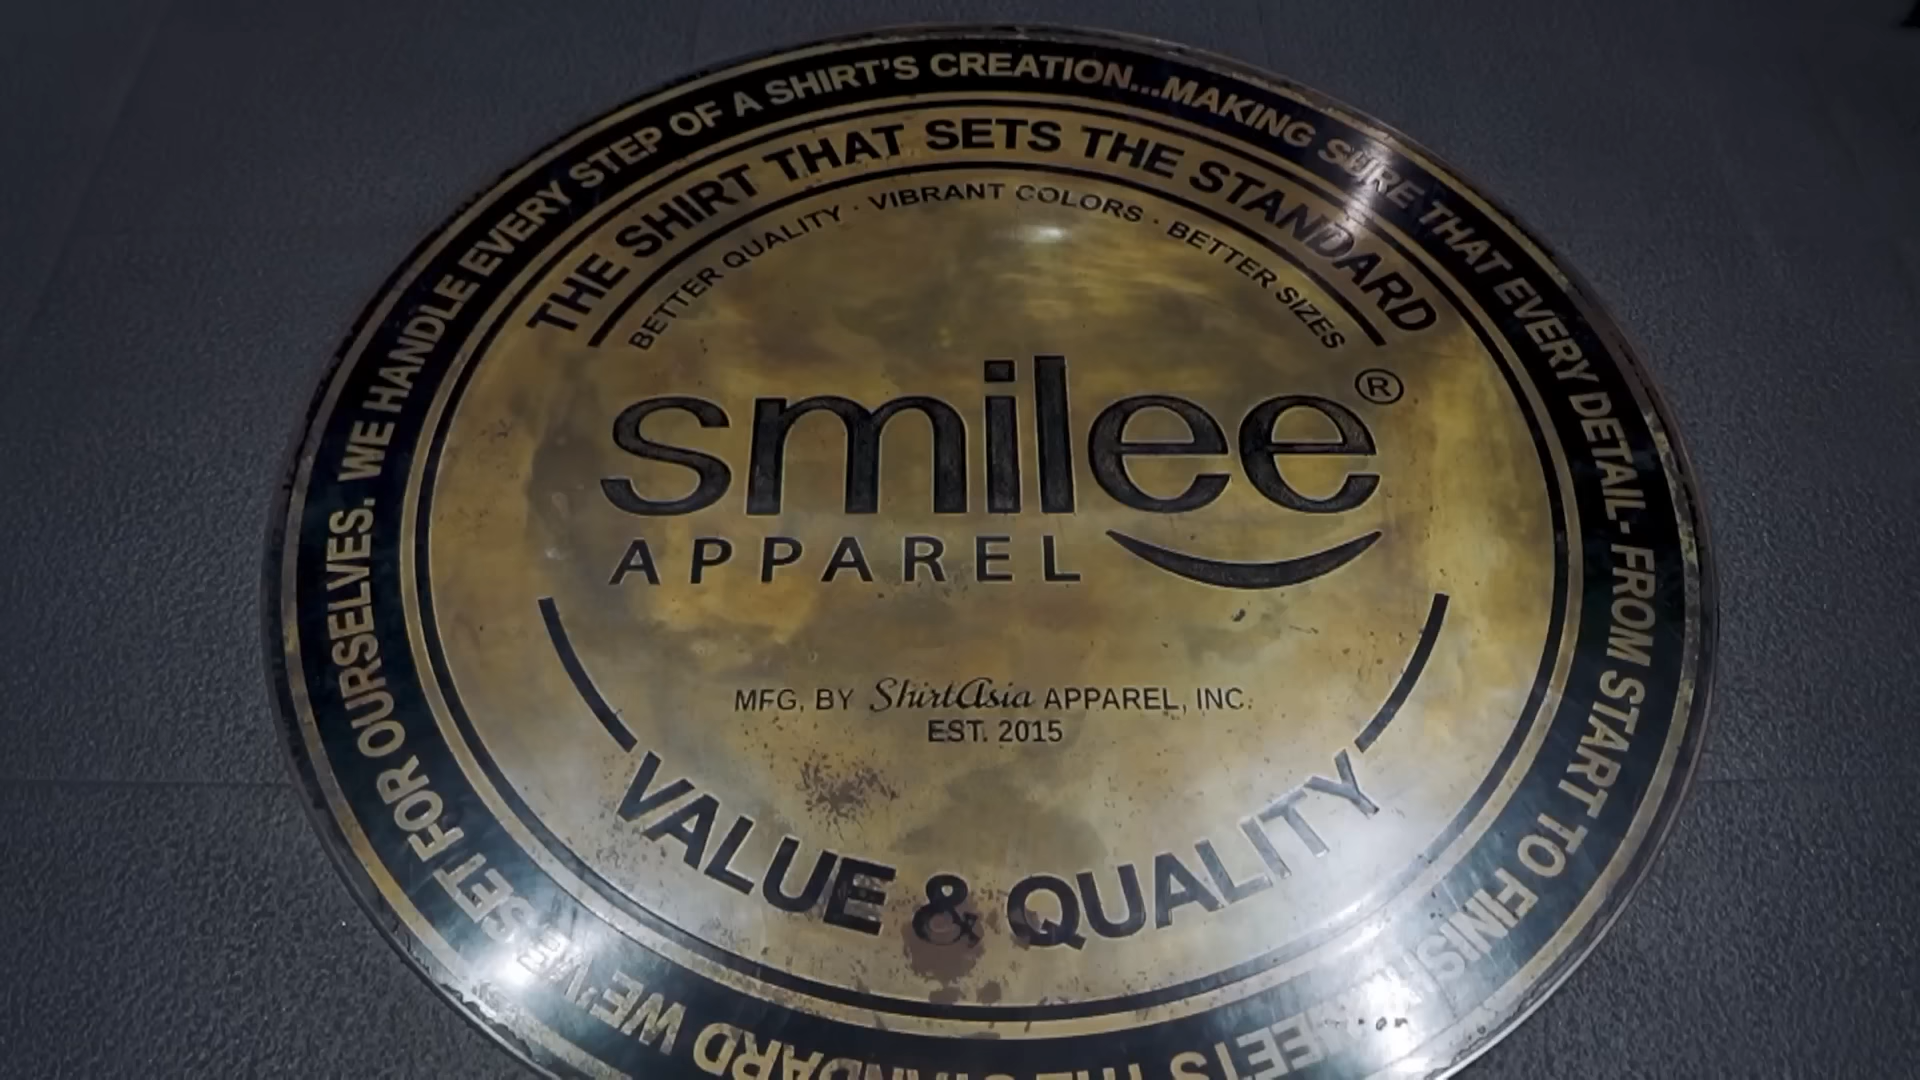 WE HANDLE EVERY STEP OF A SHIRT'S CREATION...MAKING SURE THAT EVERY DETAIL- FROM START TO FINISH MEETS THE STANDARD WE'VE SET FOR OURSELVES.
THE SHIRT THAT SETS THE STANDARD
BETTER QUALITY · VIBRANT COLORS · BETTER SIZES
smilee®
APPAREL
MFG. BY ShirtAsia APPAREL, INC.
EST. 2015
VALUE & QUALITY